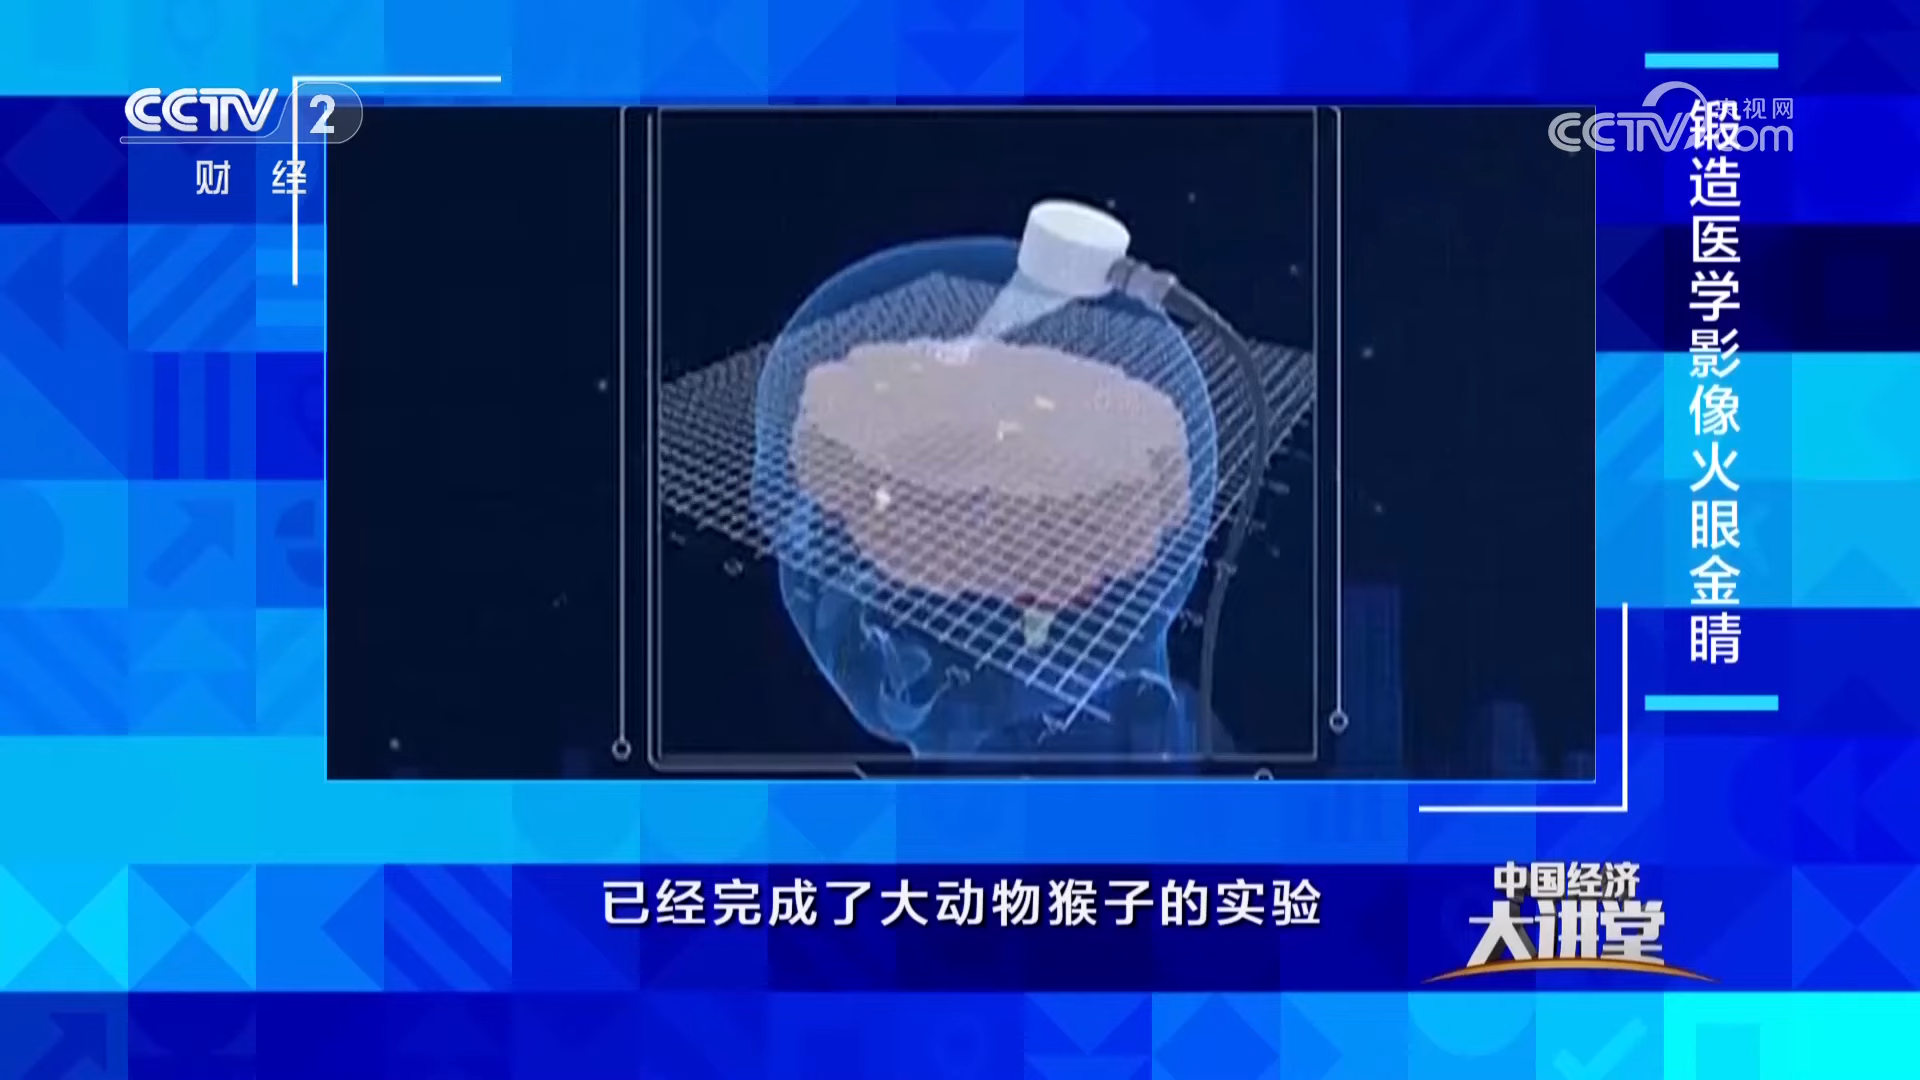 CCTV 2
财经
央视网
CCTV.com
锻造医学影像火眼金睛
已经完成了大动物猴子的实验
中国经济
大讲堂